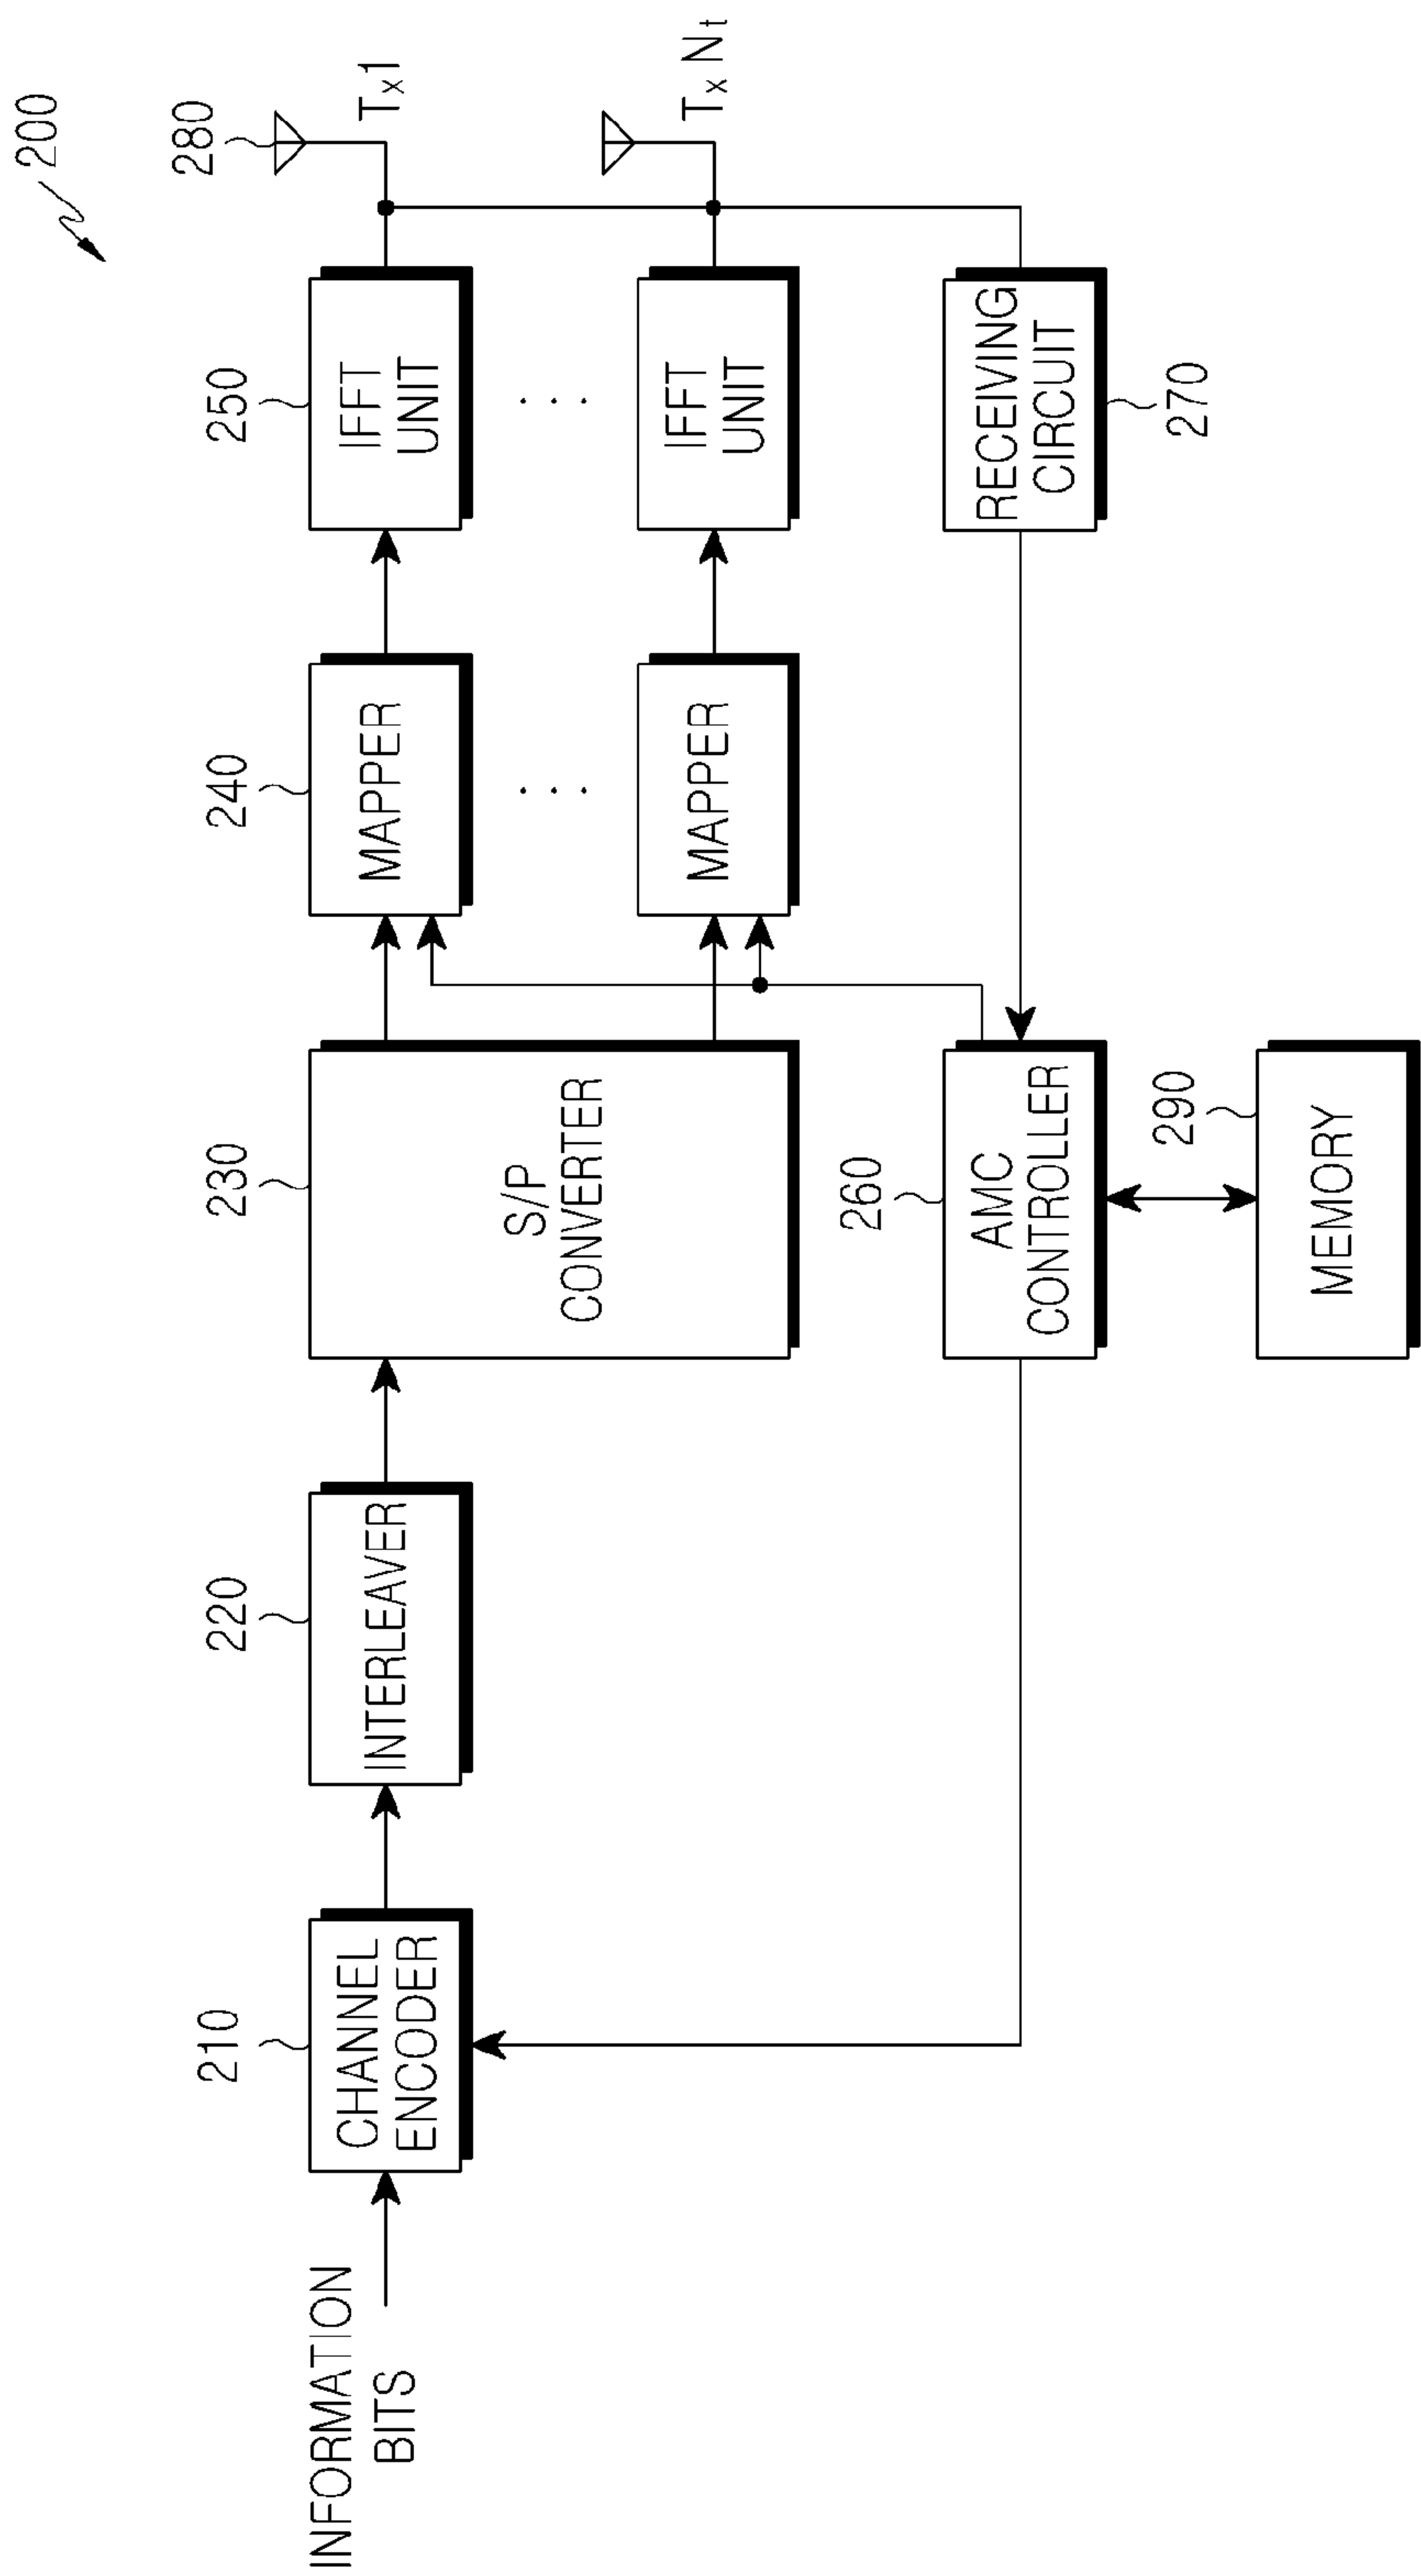 200
INFORMATION
BITS
210
CHANNEL
ENCODER
220
INTERLEAVER
230
S/P
CONVERTER
240
MAPPER
. . .
MAPPER
250
IFFT
UNIT
. . .
IFFT
UNIT
280
Tx1
Tx Nt
260
AMC
CONTROLLER
RECEIVING
CIRCUIT
270
290
MEMORY